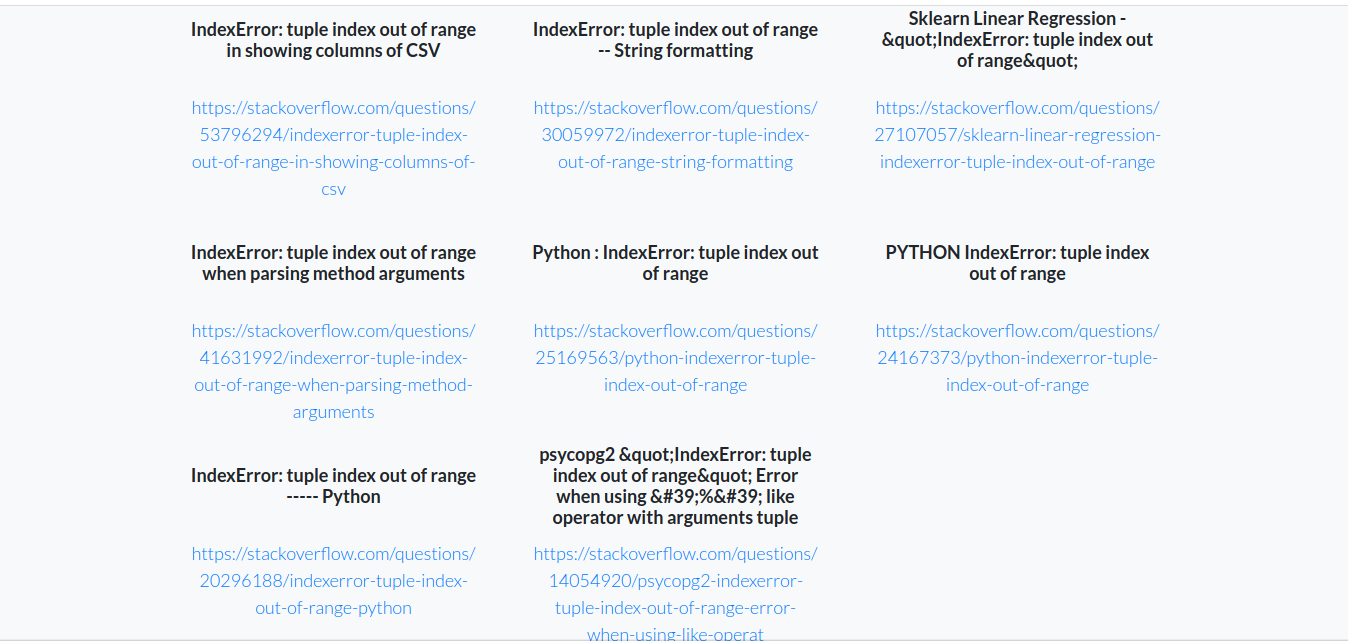 IndexError: tuple index out of range
in showing columns of CSV
https://stackoverflow.com/questions/
53796294/indexerror-tuple-index-
out-of-range-in-showing-columns-of-
csv
IndexError: tuple index out of range
-- String formatting
https://stackoverflow.com/questions/
30059972/indexerror-tuple-index-
out-of-range-string-formatting
Sklearn Linear Regression -
&quot;IndexError: tuple index out
of range&quot;
https://stackoverflow.com/questions/
27107057/sklearn-linear-regression-
indexerror-tuple-index-out-of-range
IndexError: tuple index out of range
when parsing method arguments
https://stackoverflow.com/questions/
41631992/indexerror-tuple-index-
out-of-range-when-parsing-method-
arguments
Python : IndexError: tuple index out
of range
https://stackoverflow.com/questions/
25169563/python-indexerror-tuple-
index-out-of-range
PYTHON IndexError: tuple index
out of range
https://stackoverflow.com/questions/
24167373/python-indexerror-tuple-
index-out-of-range
IndexError: tuple index out of range
----- Python
https://stackoverflow.com/questions/
20296188/indexerror-tuple-index-
out-of-range-python
psycopg2 &quot;IndexError: tuple
index out of range&quot; Error
when using &#39;%&#39; like
operator with arguments tuple
https://stackoverflow.com/questions/
14054920/psycopg2-indexerror-
tuple-index-out-of-range-error-
when-using-like-operat